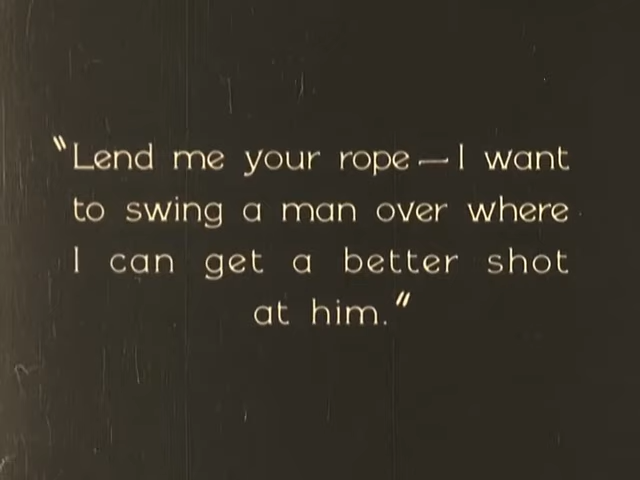 "Lend me your rope — I want
to swing a man over where
I can get a better shot
at him."